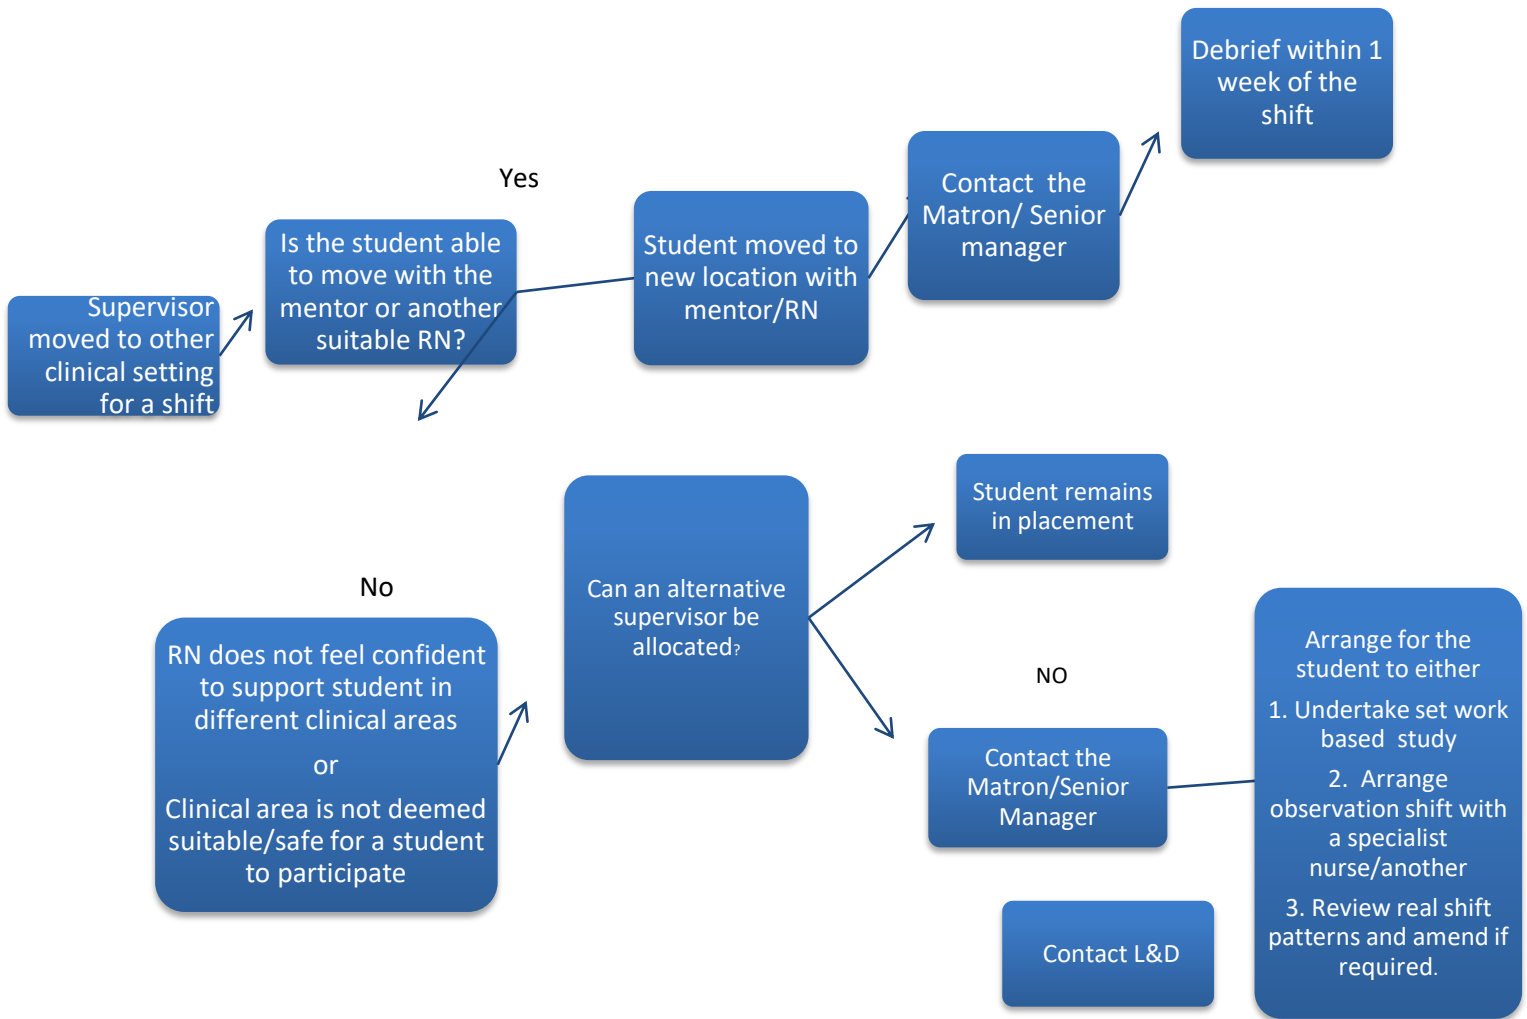 Supervisor
moved to other
clinical setting
for a shift
Yes
Is the student able
to move with the
mentor or another
suitable RN?
Student moved to
new location with
mentor/RN
Contact the
Matron/ Senior
manager
Debrief within 1
week of the
shift
No
RN does not feel confident
to support student in
different clinical areas
or
Clinical area is not deemed
suitable/safe for a student
to participate
Can an alternative
supervisor be
allocated?
Student remains
in placement
NO
Contact the
Matron/Senior
Manager
Contact L&D
Arrange for the
student to either
1. Undertake set work
based study
2. Arrange
observation shift with
a specialist
nurse/another
3. Review real shift
patterns and amend if
required.